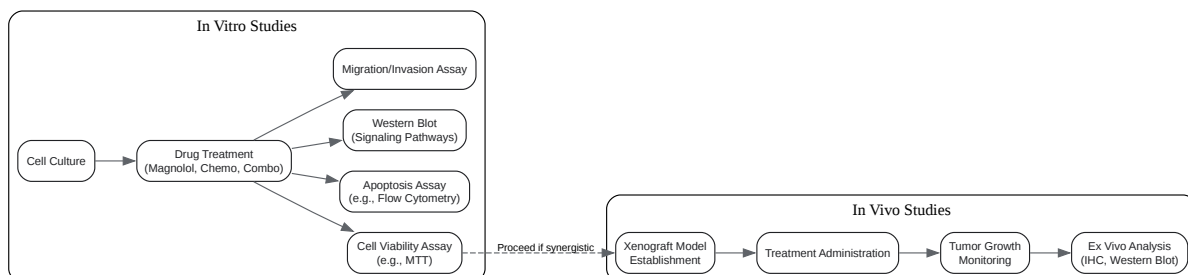 In Vitro Studies
Migration/Invasion Assay
Western Blot
(Signaling Pathways)
Cell Culture
Drug Treatment
(Magnolol, Chemo, Combo)
Apoptosis Assay
(e.g., Flow Cytometry)
Cell Viability Assay
(e.g., MTT)
Proceed if synergistic
In Vivo Studies
Xenograft Model
Establishment
Treatment Administration
Tumor Growth
Monitoring
Ex Vivo Analysis
(IHC, Western Blot)